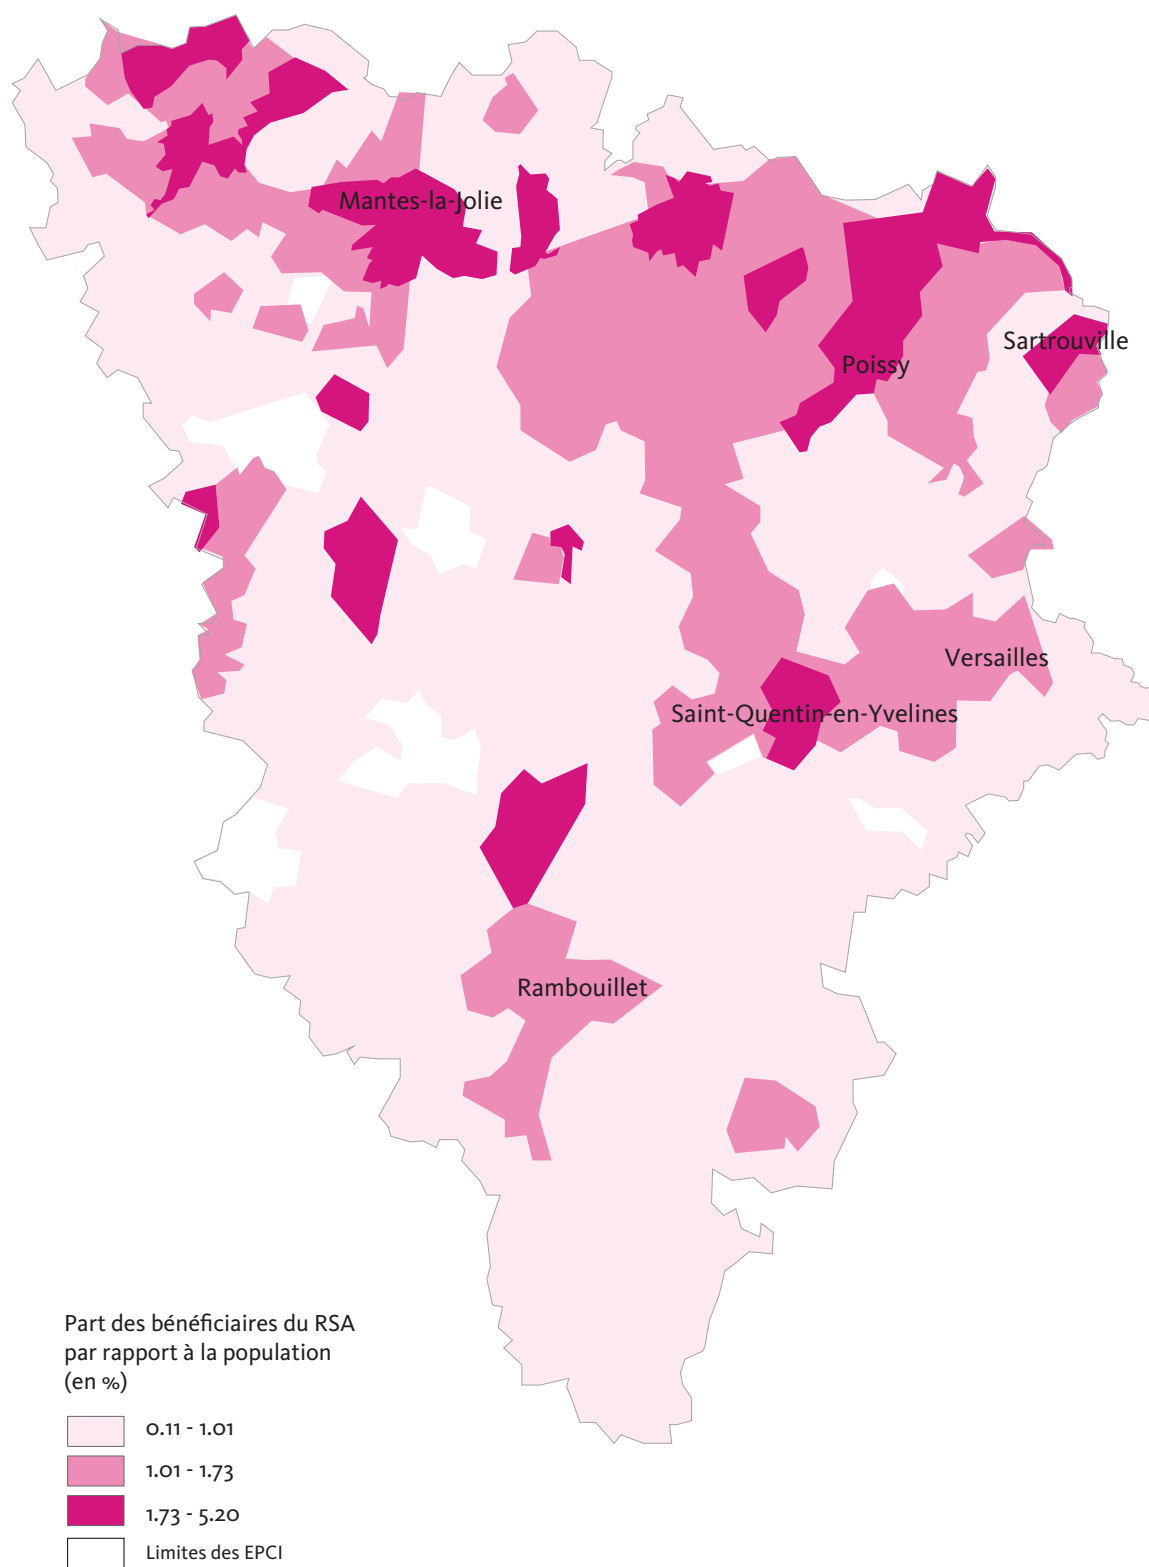 Mantes-la-Jolie
Sartrouville
Poissy
Versailles
Saint-Quentin-en-Yvelines
Rambouillet
Part des bénéficiaires du RSA
par rapport à la population
(en %)
0.11 - 1.01
1.01 - 1.73
1.73 - 5.20
Limites des EPCI